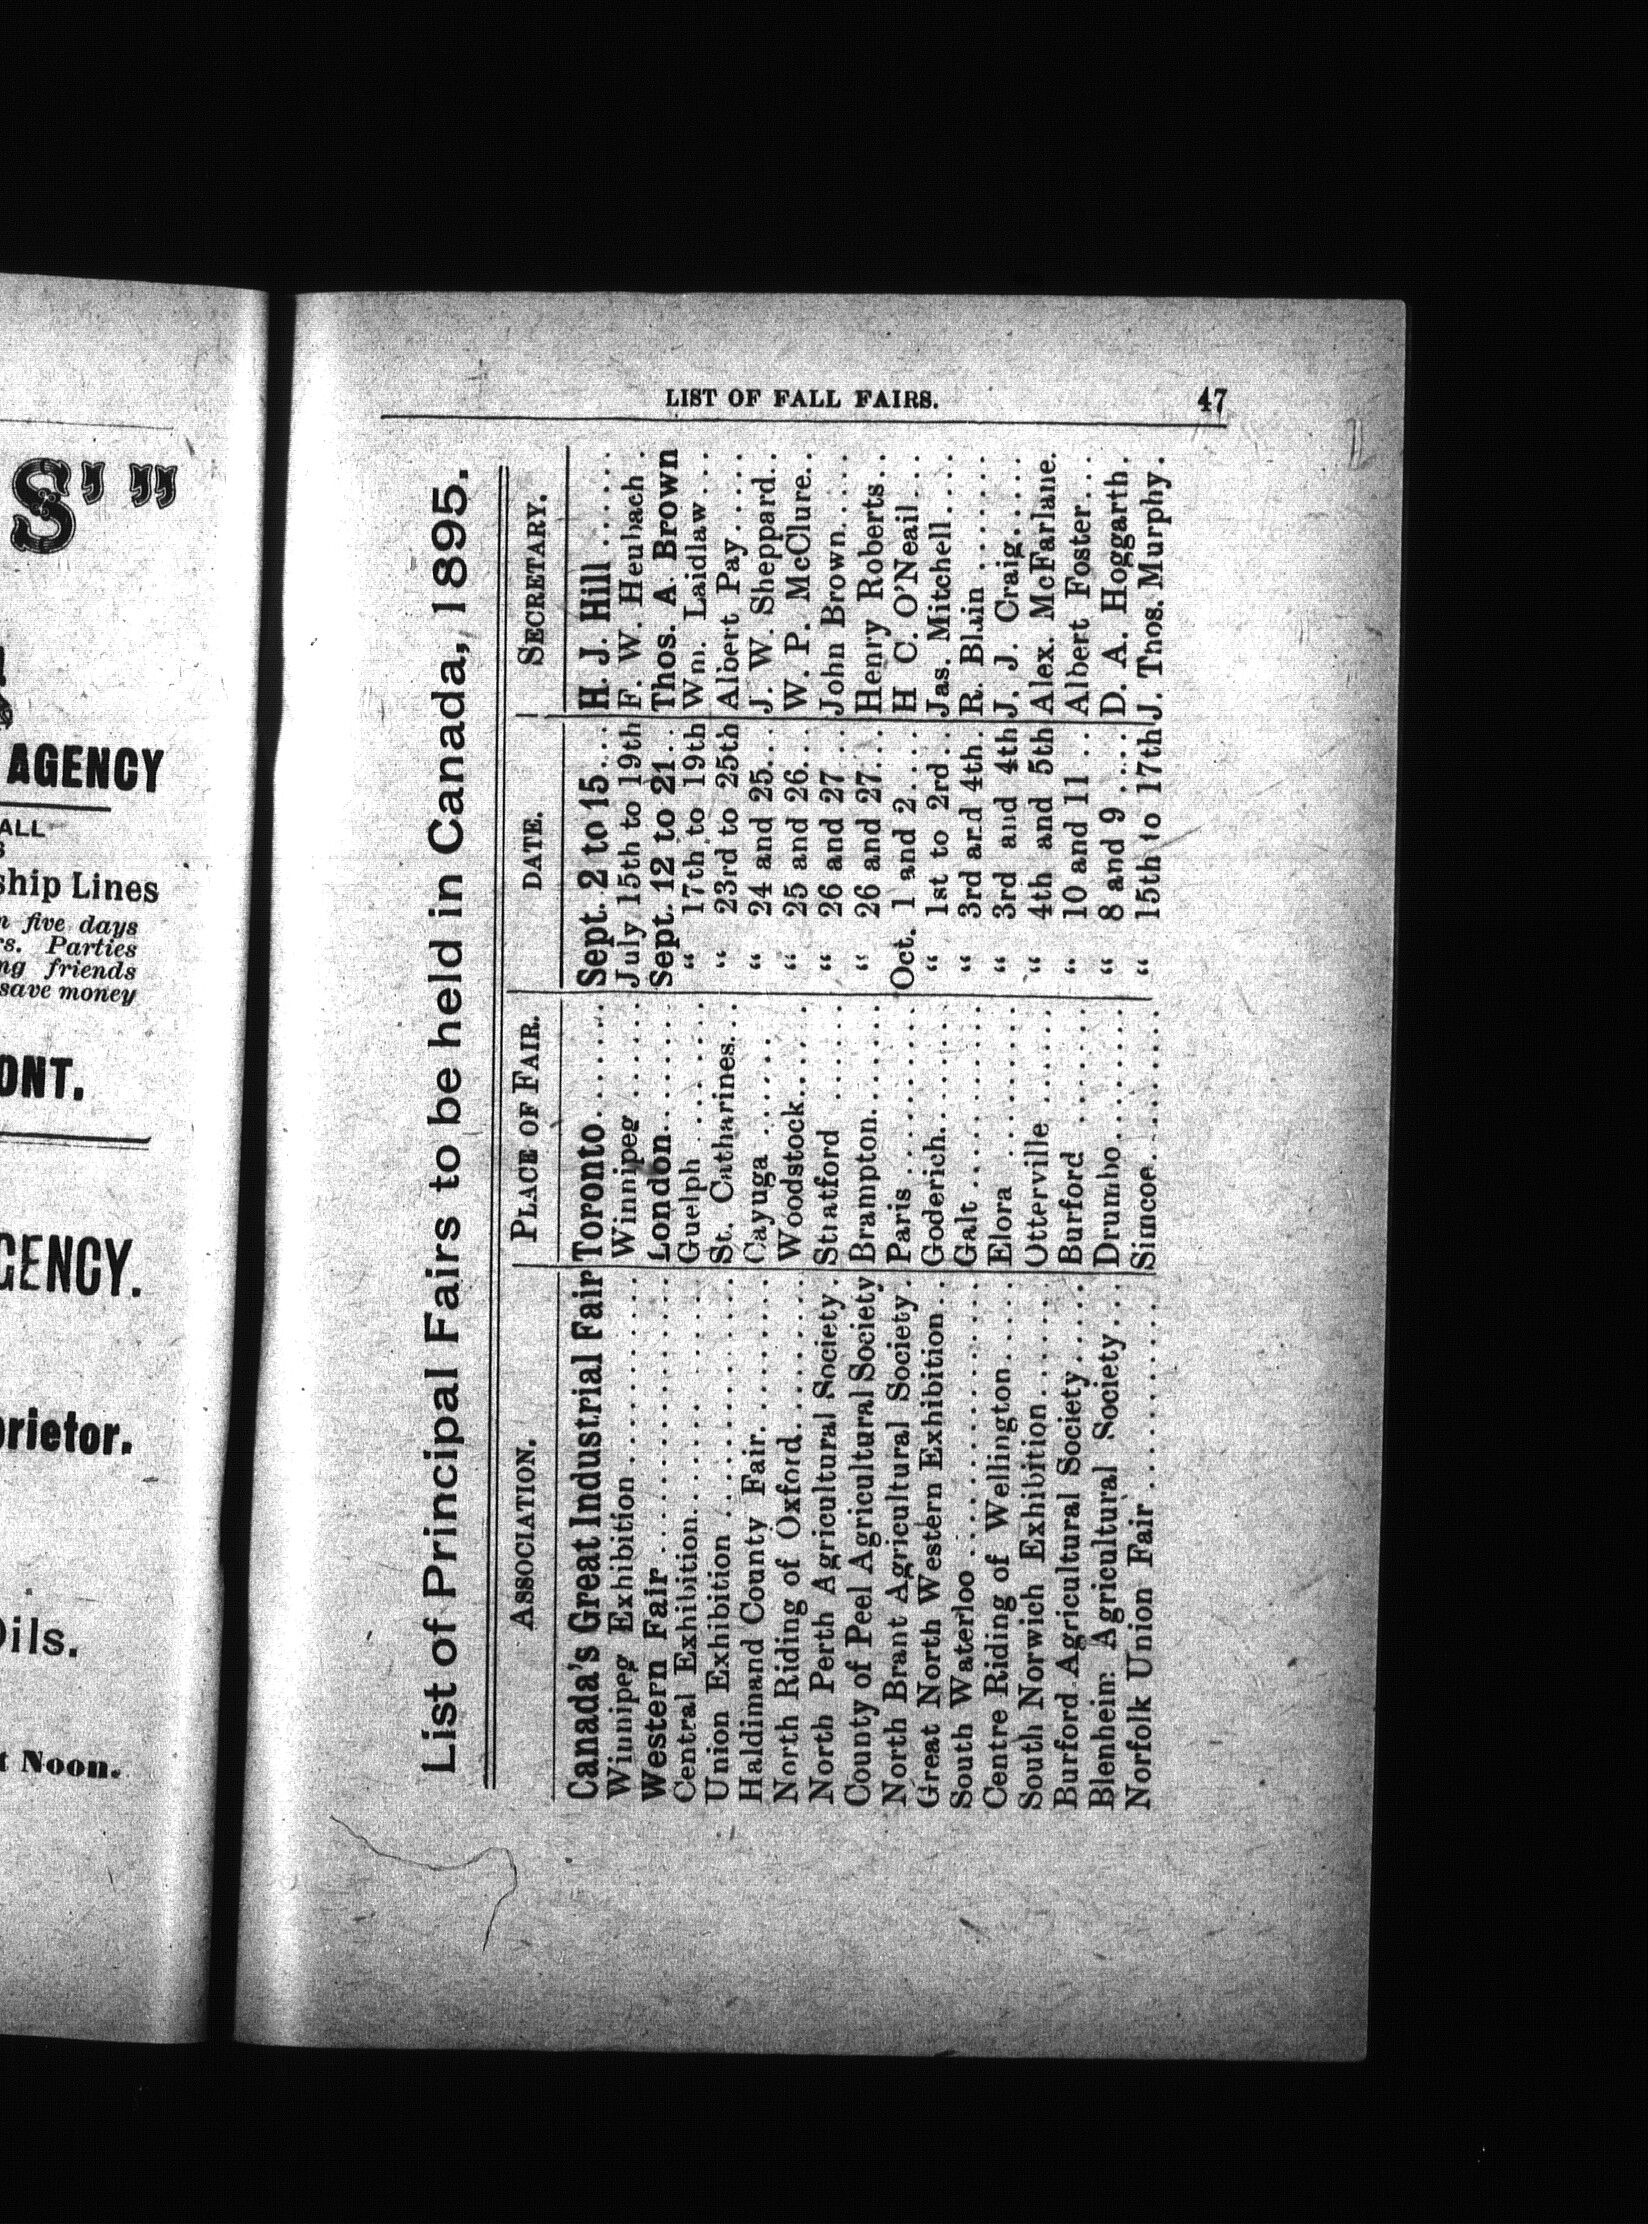 S' "
AGENCY
ALL
ship Lines
five days
rs. Parties
ng friends
save money
ONT.
GENCY.
prietor.
Oils.
t Noon.
LIST OF FALL FAIRS. 47
List of Principal Fairs to be held in Canada, 1895.
ASSOCIATION. PLACE OF FAIR. DATE. SECRETARY.
Canada's Great Industrial Fair Toronto....... Sept. 2 to 15... H. J. Hill ......
Winnipeg Exhibition ............ Winnipeg ....... July 15th to 19th F. W. Heubach .
Western Fair ................ London........ Sept. 12 to 21.. Thos. A. Brown
Central Exhibition............ Guelph ......... " 17th to 19th Wm. Laidlaw....
Union Exhibition ............ St. Catharines... " 23rd to 25th Albert Pay.....
Haldimand County Fair........ Cayuga ....... " 24 and 25... J. W. Sheppard..
North Riding of Oxford......... Woodstock..... " 25 and 26... W. P. McClure..
North Perth Agricultural Society. Stratford ...... " 26 and 27... John Brown.....
County of Peel Agricultural Society Brampton....... " 26 and 27... Henry Roberts..
North Brant Agricultural Society. Paris .......... Oct. 1 and 2.... H C. O'Neail...
Great North Western Exhibition.. Goderich....... " 1st to 2rd.. Jas. Mitchell....
South Waterloo ............... Galt ........... " 3rd and 4th. R. Blain .......
Centre Riding of Wellington..... Elora ......... " 3rd and 4th J. J. Craig.....
South Norwich Exhibition ...... Otterville ...... " 4th and 5th Alex. McFarlane.
Burford Agricultural Society..... Burford ....... " 10 and 11 .. Albert Foster...
Blenheim Agricultural Society... Drumbo........ " 8 and 9 .... D. A. Hoggarth.
Norfolk Union Fair ............ Simcoe......... " 15th to 17th J. Thos. Murphy.